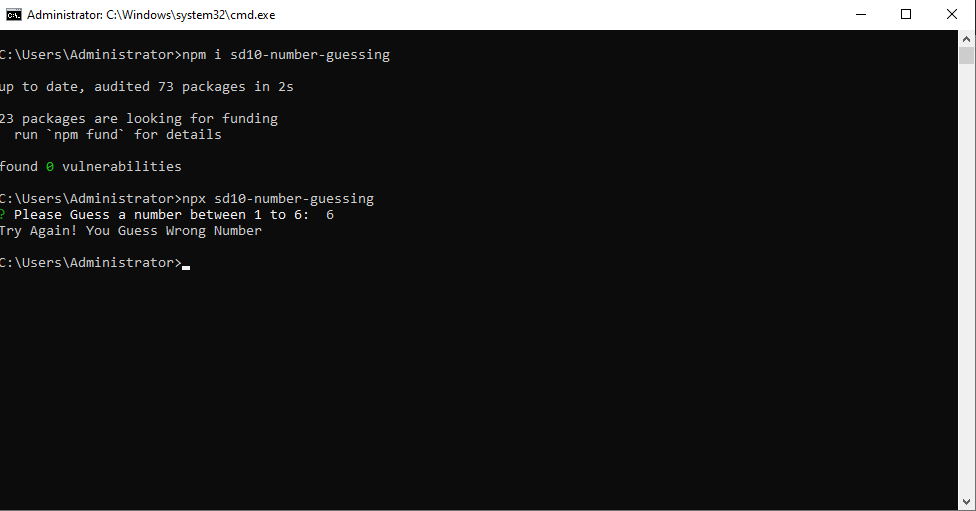 Administrator: C:\Windows\system32\cmd.exe
C:\Users\Administrator>npm i sd10-number-guessing
up to date, audited 73 packages in 2s
23 packages are looking for funding
run `npm fund` for details
found 0 vulnerabilities
C:\Users\Administrator>npx sd10-number-guessing
? Please Guess a number between 1 to 6:  6
Try Again! You Guess Wrong Number
C:\Users\Administrator>